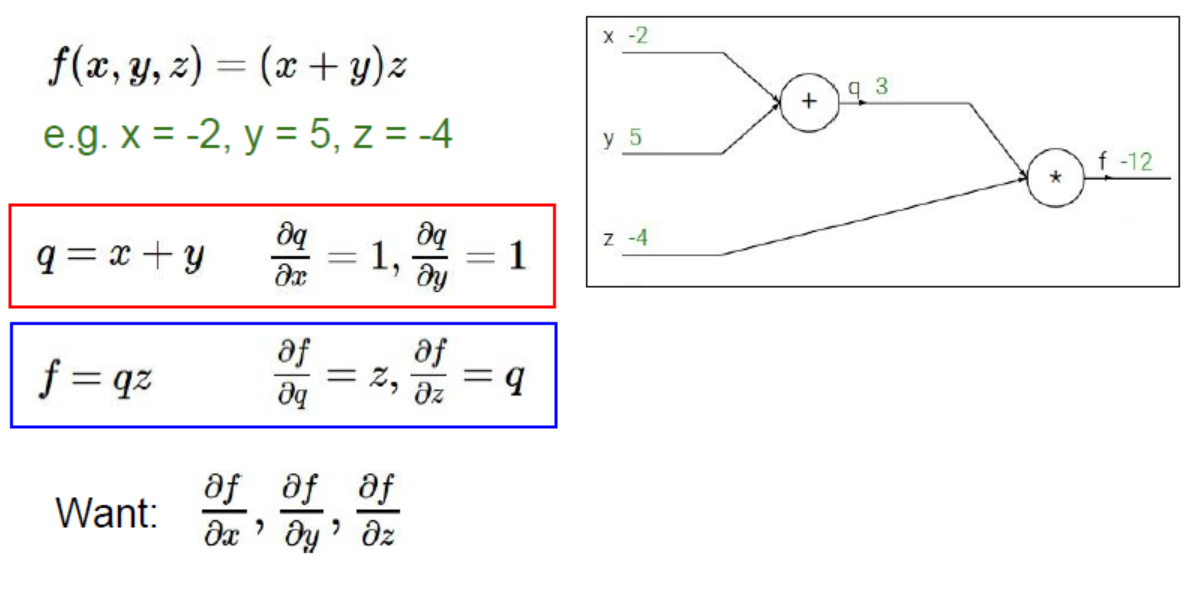 f(x, y, z) = (x + y)z
e.g. x = -2, y = 5, z = -4
q = x + y   ∂q/∂x = 1, ∂q/∂y = 1
f = qz   ∂f/∂q = z, ∂f/∂z = q
Want: ∂f/∂x, ∂f/∂y, ∂f/∂z
x -2
+
q 3
y 5
*
f -12
z -4